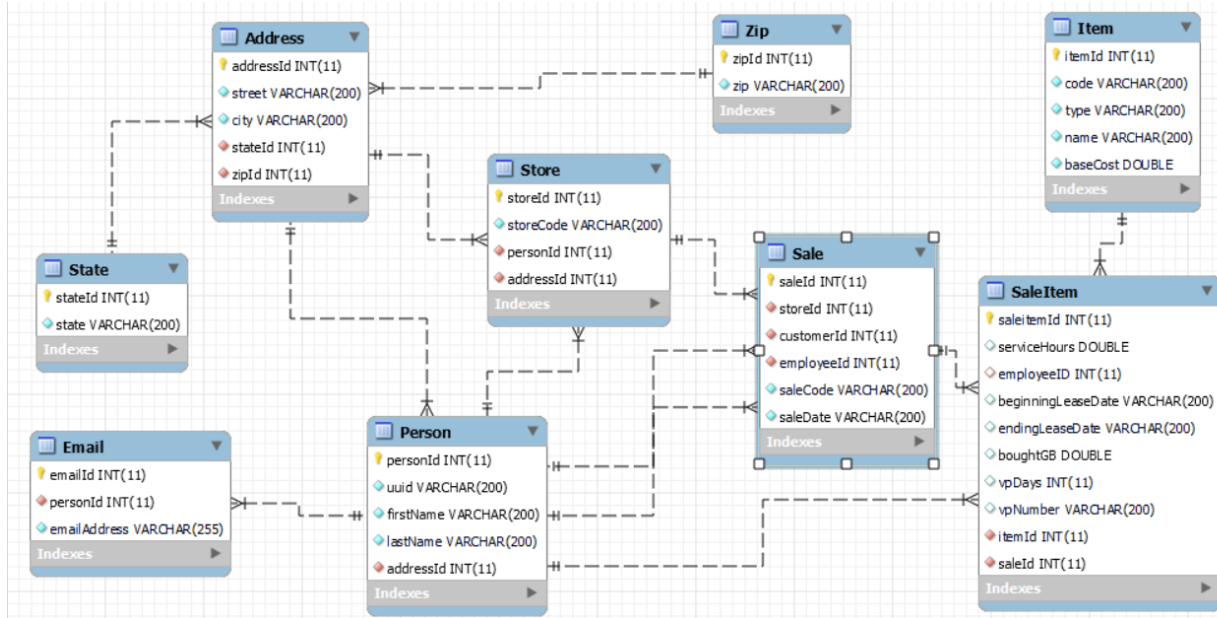 Address
addressId INT(11)
street VARCHAR(200)
city VARCHAR(200)
stateId INT(11)
zipId INT(11)
Indexes
Zip
zipId INT(11)
zip VARCHAR(200)
Indexes
Item
itemId INT(11)
code VARCHAR(200)
type VARCHAR(200)
name VARCHAR(200)
baseCost DOUBLE
Indexes
Store
storeId INT(11)
storeCode VARCHAR(200)
personId INT(11)
addressId INT(11)
Indexes
State
stateId INT(11)
state VARCHAR(200)
Indexes
Sale
saleId INT(11)
storeId INT(11)
customerId INT(11)
employeeId INT(11)
saleCode VARCHAR(200)
saleDate VARCHAR(200)
Indexes
SaleItem
saleitemId INT(11)
serviceHours DOUBLE
employeeID INT(11)
beginningLeaseDate VARCHAR(200)
endingLeaseDate VARCHAR(200)
boughtGB DOUBLE
vpDays INT(11)
vpNumber VARCHAR(200)
itemId INT(11)
saleId INT(11)
Indexes
Email
emailId INT(11)
personId INT(11)
emailAddress VARCHAR(255)
Indexes
Person
personId INT(11)
uuid VARCHAR(200)
firstName VARCHAR(200)
lastName VARCHAR(200)
addressId INT(11)
Indexes